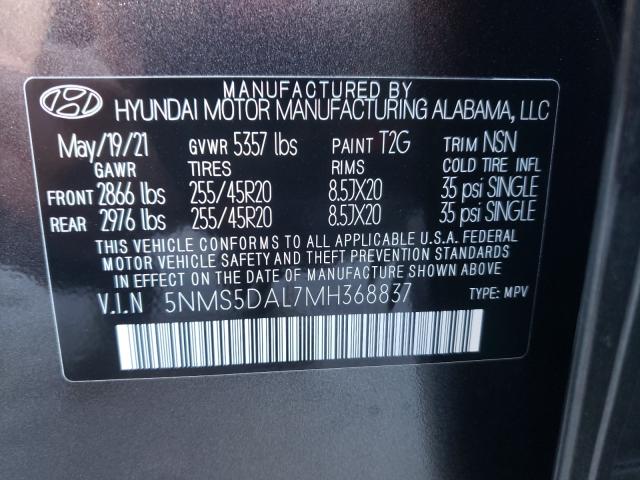 MANUFACTURED BY
HYUNDAI MOTOR MANUFACTURING ALABAMA, LLC
May/19/21 GVWR 5357 lbs PAINT T2G TRIM NSN
GAWR TIRES RIMS COLD TIRE INFL
FRONT 2866 lbs 255/45R20 8.5JX20 35 psi SINGLE
REAR 2976 lbs 255/45R20 8.5JX20 35 psi SINGLE
THIS VEHICLE CONFORMS TO ALL APPLICABLE U.S.A. FEDERAL
MOTOR VEHICLE SAFETY AND THEFT PREVENTION STANDARDS
IN EFFECT ON THE DATE OF MANUFACTURE SHOWN ABOVE.
V.I.N 5NMS5DAL7MH368837 TYPE: MPV